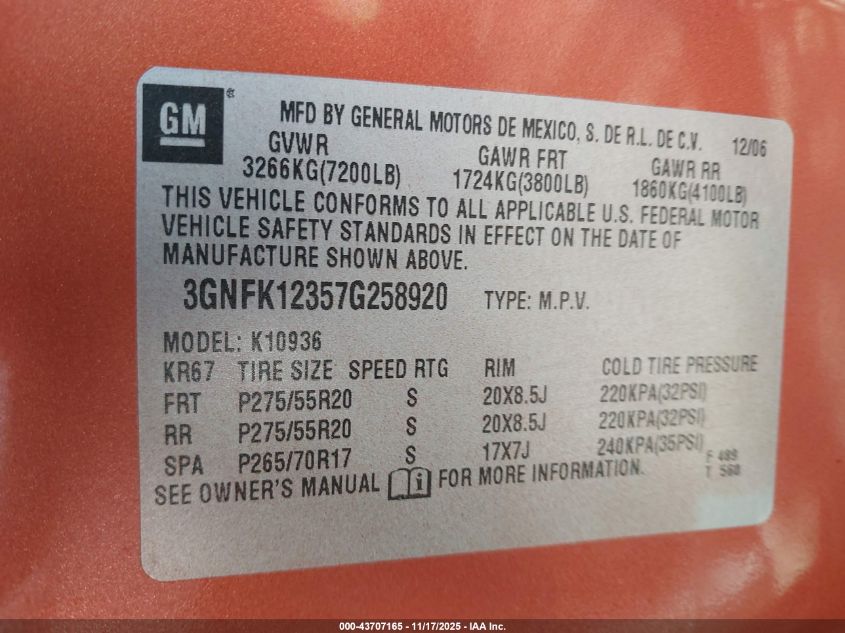 GM
MFD BY GENERAL MOTORS DE MEXICO, S. DE R.L. DE C.V. 12/06
GVWR GAWR FRT GAWR RR
3266KG(7200LB) 1724KG(3800LB) 1860KG(4100LB)
THIS VEHICLE CONFORMS TO ALL APPLICABLE U.S. FEDERAL MOTOR
VEHICLE SAFETY STANDARDS IN EFFECT ON THE DATE OF
MANUFACTURE SHOWN ABOVE.
3GNFK12357G258920 TYPE: M.P.V.
MODEL: K10936
KR67 TIRE SIZE SPEED RTG RIM COLD TIRE PRESSURE
FRT P275/55R20 S 20X8.5J 220KPA(32PSI)
RR P275/55R20 S 20X8.5J 220KPA(32PSI)
SPA P265/70R17 S 17X7J 240KPA(35PSI)
F 489
T 560
SEE OWNER'S MANUAL i FOR MORE INFORMATION.
000-43707165 - 11/17/2025 - IAA Inc.